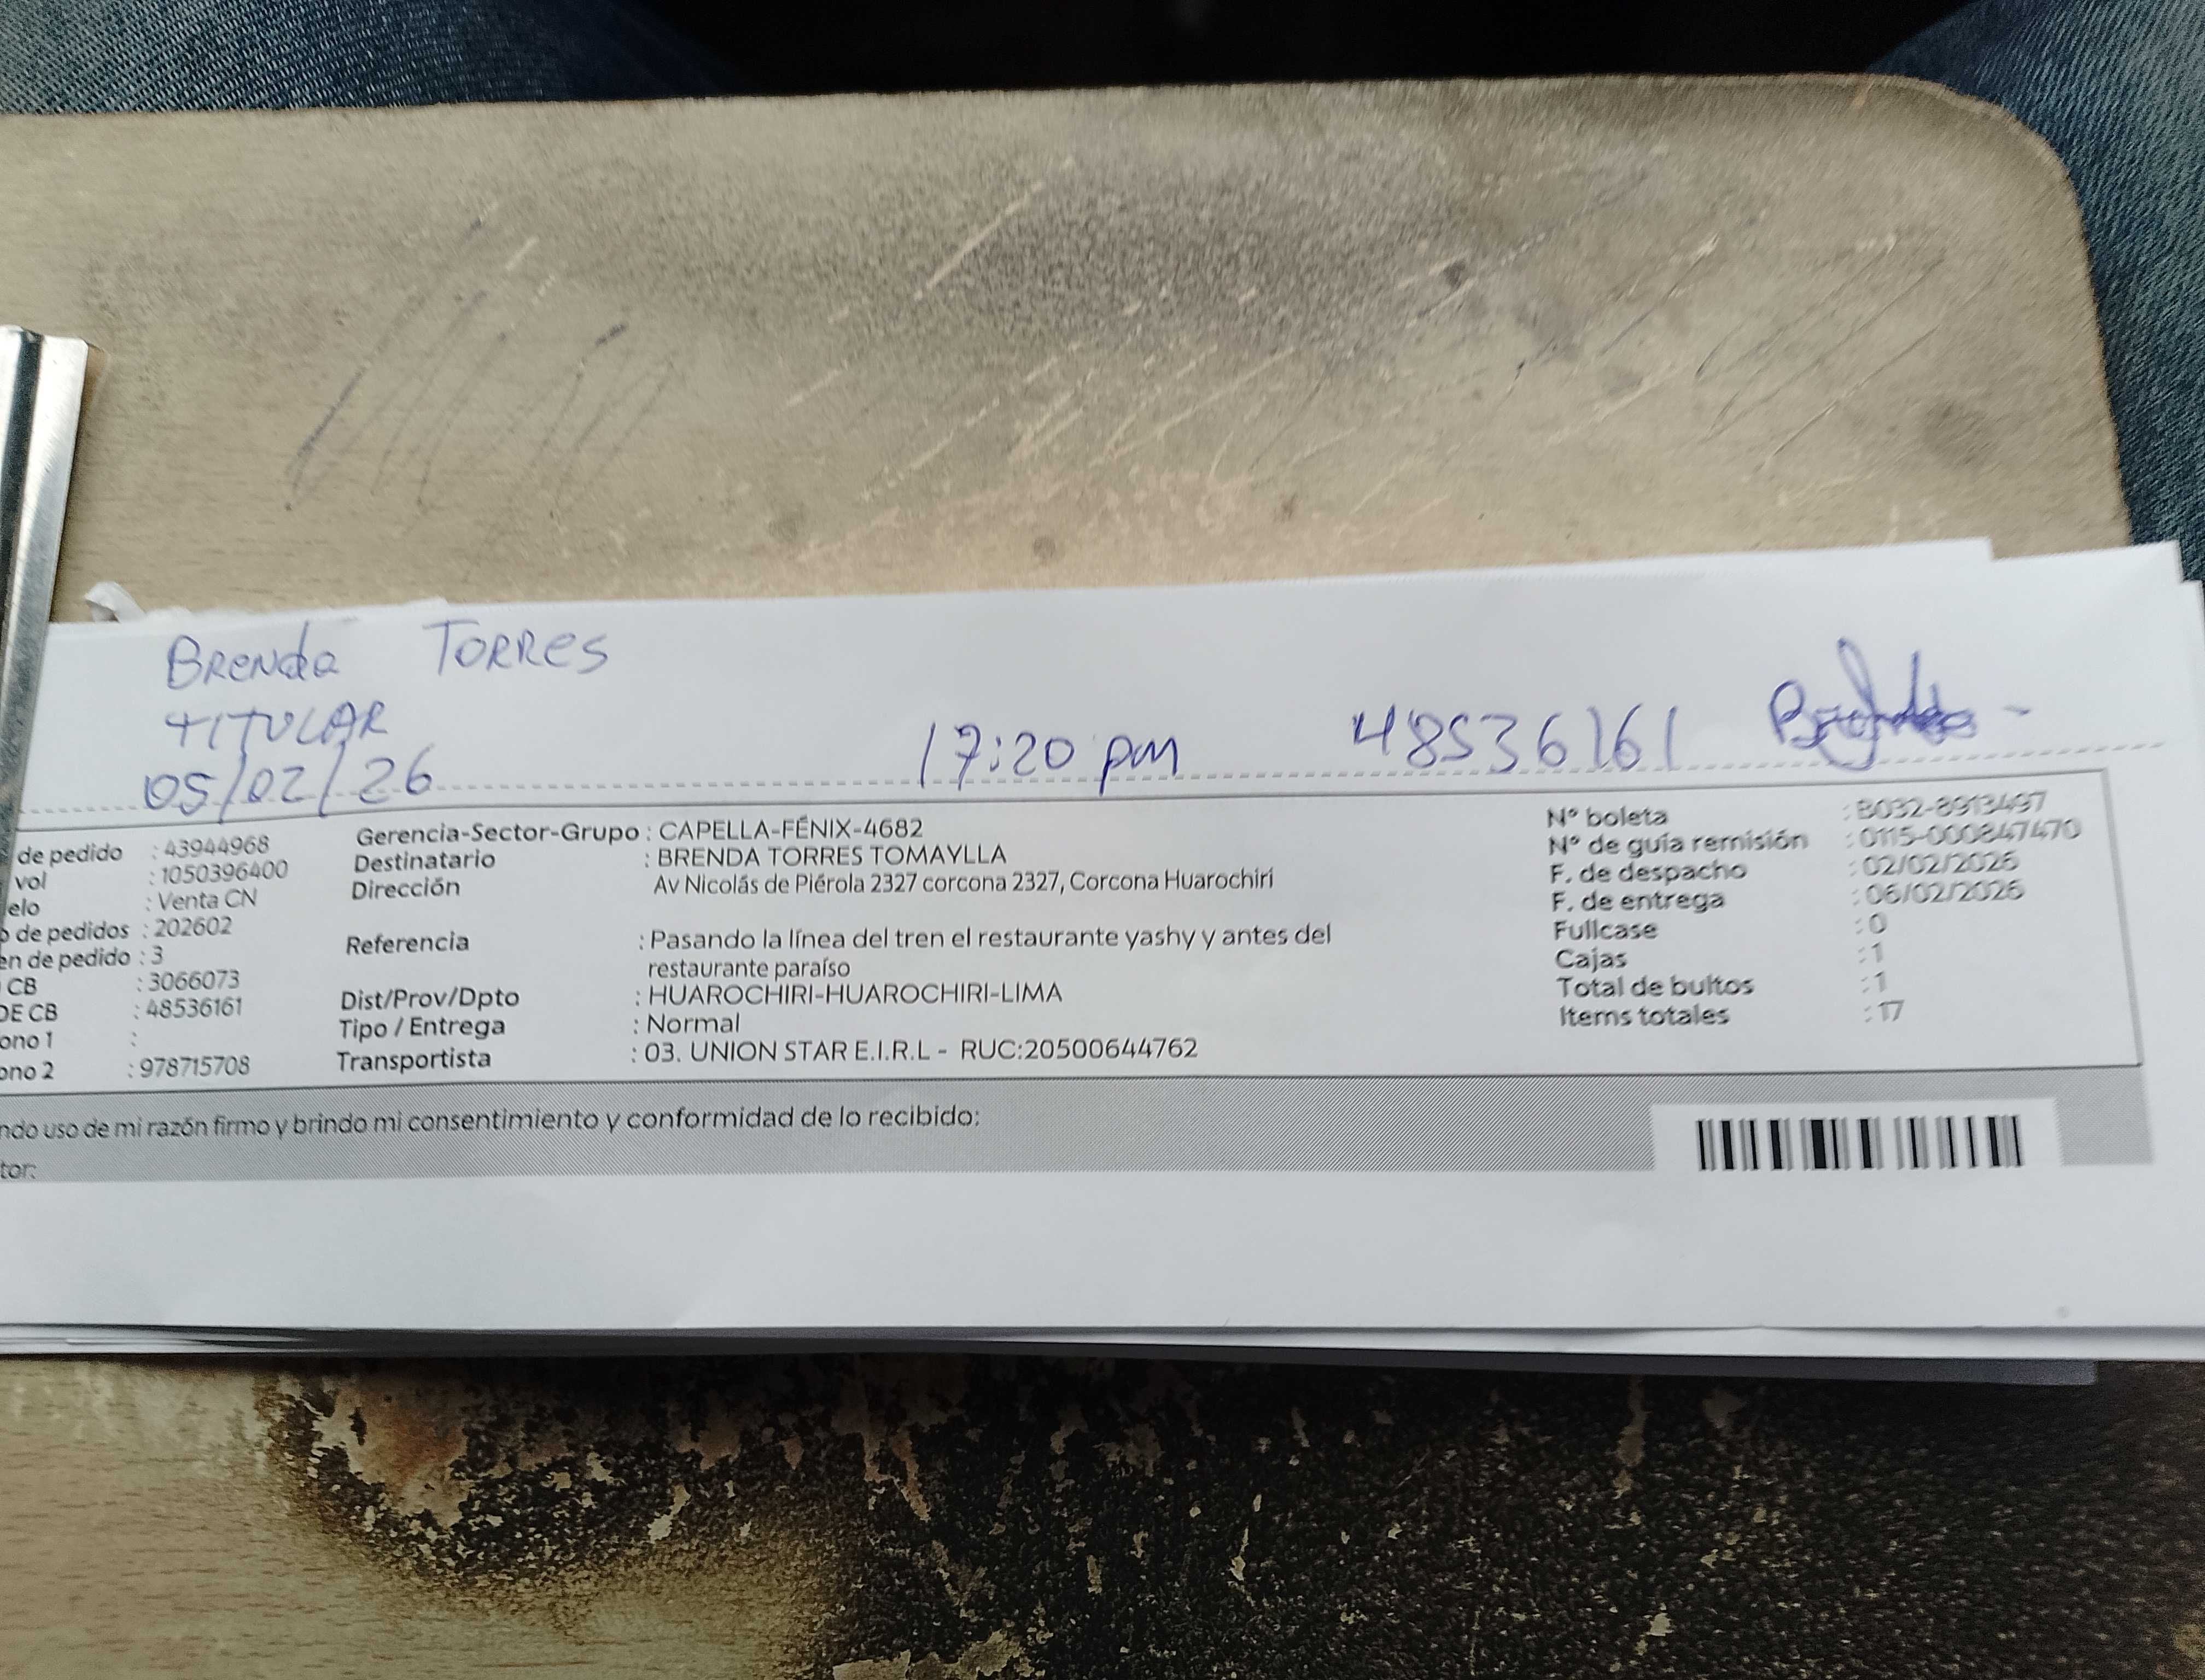 Brenda Torres
TITULAR
05/02/26 17:20 pm 48536161
de pedido : 43944968
vol : 1050396400
elo : Venta CN
o de pedidos : 202602
en de pedido : 3
CB : 3066073
DE CB : 48536161
ono 1 :
ono 2 : 978715708
Gerencia-Sector-Grupo : CAPELLA-FÉNIX-4682
Destinatario : BRENDA TORRES TOMAYLLA
Dirección Av Nicolás de Piérola 2327 corcona 2327, Corcona Huarochirí
Referencia : Pasando la línea del tren el restaurante yashy y antes del
restaurante paraíso
Dist/Prov/Dpto : HUAROCHIRI-HUAROCHIRI-LIMA
Tipo / Entrega : Normal
Transportista : 03. UNION STAR E.I.R.L - RUC:20500644762
N° boleta : B032-8913497
N° de guía remisión : 0115-000847470
F. de despacho : 02/02/2026
F. de entrega : 06/02/2026
Fullcase : 0
Cajas : 1
Total de bultos : 1
Items totales : 17
ndo uso de mi razón firmo y brindo mi consentimiento y conformidad de lo recibido:
tor: